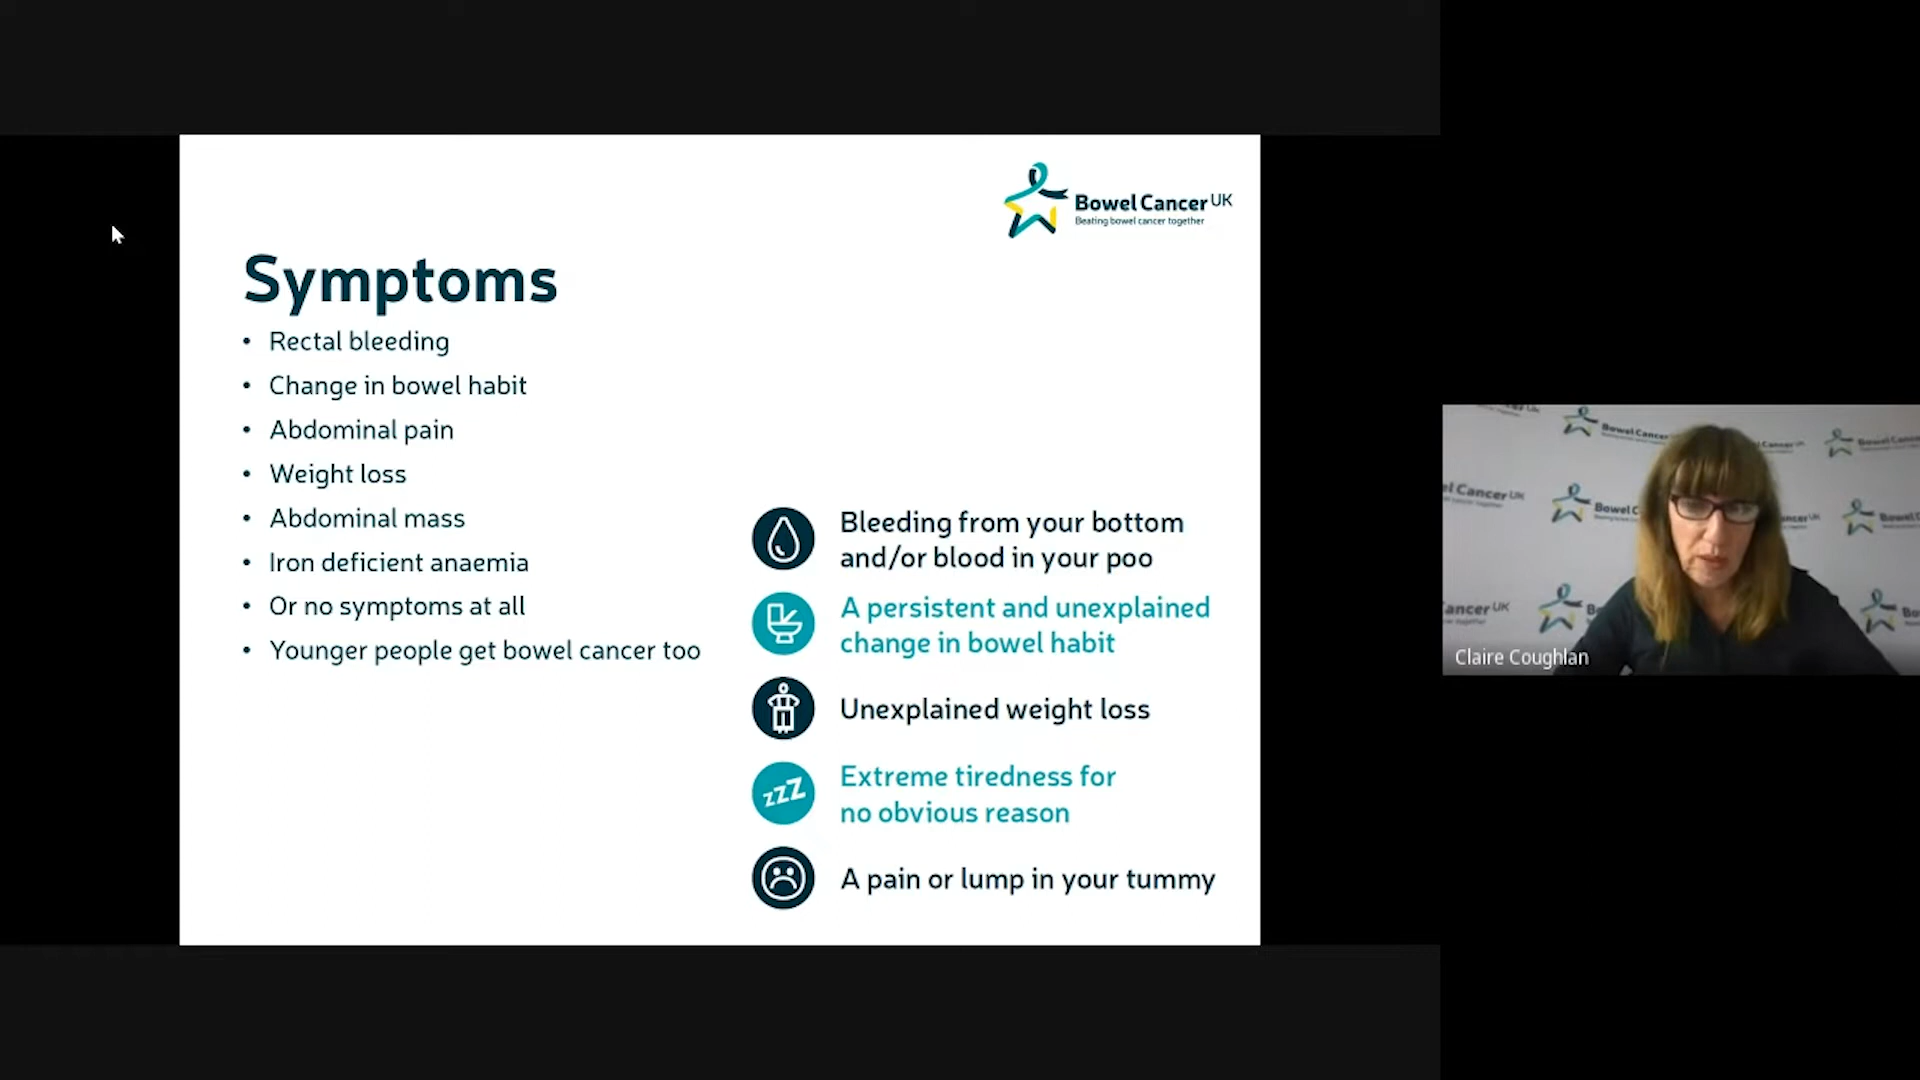 Bowel Cancer UK
Beating bowel cancer together
Symptoms
• Rectal bleeding
• Change in bowel habit
• Abdominal pain
• Weight loss
• Abdominal mass
• Iron deficient anaemia
• Or no symptoms at all
• Younger people get bowel cancer too
Bleeding from your bottom
and/or blood in your poo
A persistent and unexplained
change in bowel habit
Unexplained weight loss
zzZ
Extreme tiredness for
no obvious reason
A pain or lump in your tummy
Claire Coughlan